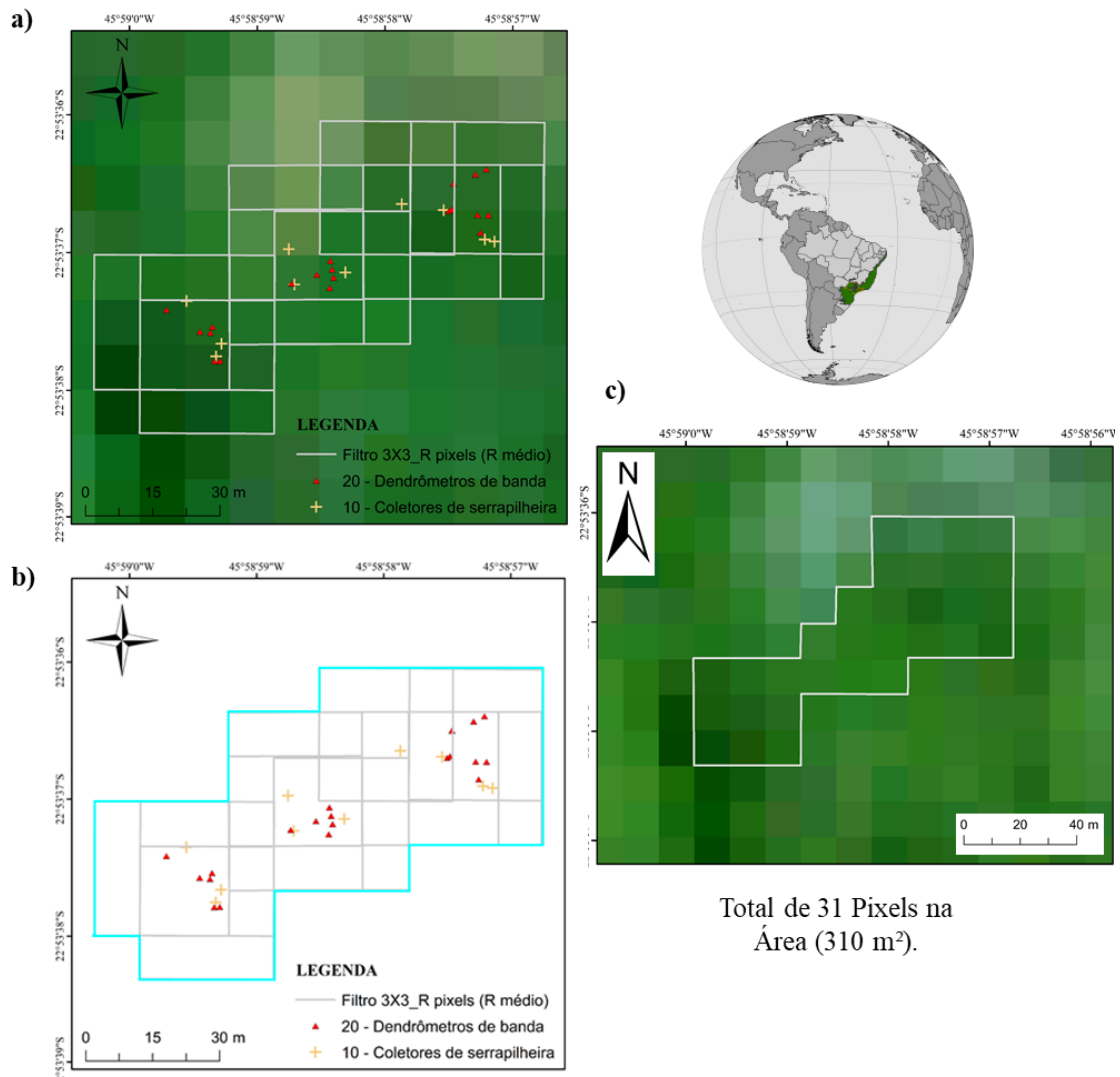 a)
45°59'0"W 45°58'59"W 45°58'58"W 45°58'57"W
N
22°53'36"S
22°53'37"S
22°53'38"S
22°53'39"S
LEGENDA
Filtro 3X3_R pixels (R médio)
20 - Dendrômetros de banda
10 - Coletores de serrapilheira
0 15 30 m
b)
45°59'0"W 45°58'59"W 45°58'58"W 45°58'57"W
N
22°53'36"S
22°53'37"S
22°53'38"S
22°53'39"S
LEGENDA
Filtro 3X3_R pixels (R médio)
20 - Dendrômetros de banda
10 - Coletores de serrapilheira
0 15 30 m
c)
45°59'0"W 45°58'59"W 45°58'58"W 45°58'57"W 45°58'56"W
N
22°53'36"S
0 20 40 m
Total de 31 Pixels na
Área (310 m²).